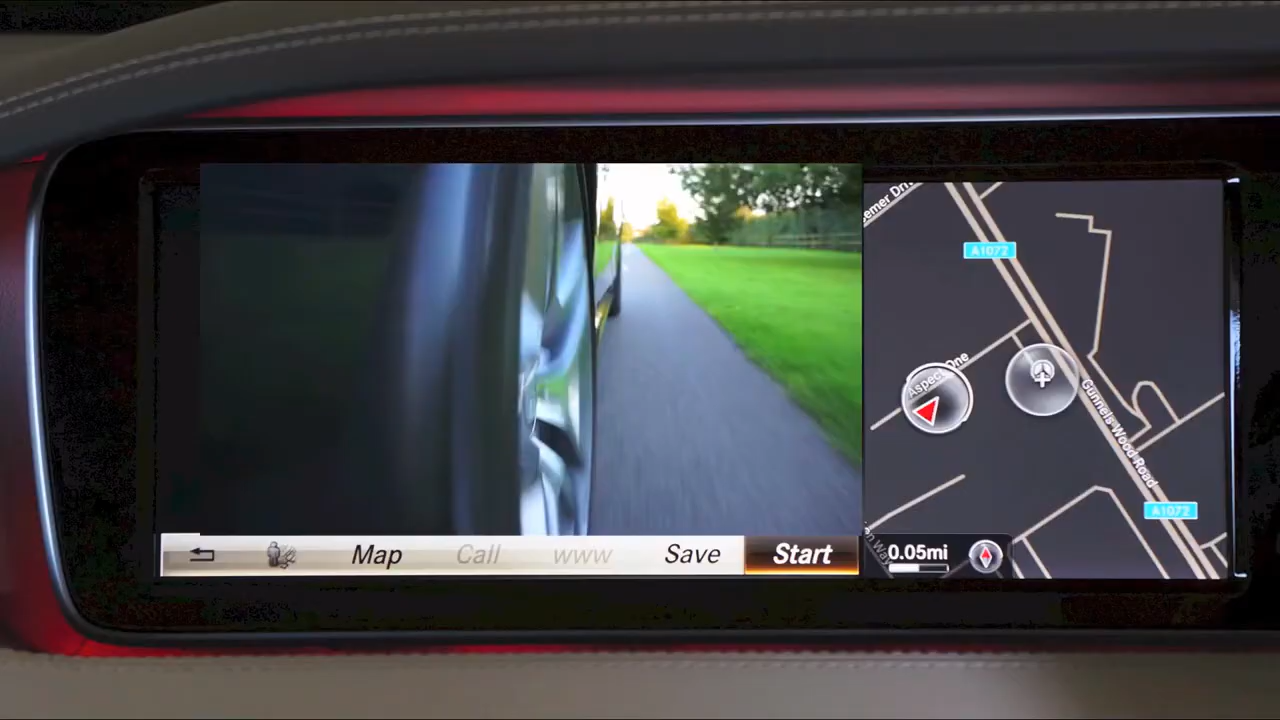 Map Call www Save Start
A1072
Aspect One
Gunnels Wood Road
A1072
0.05mi